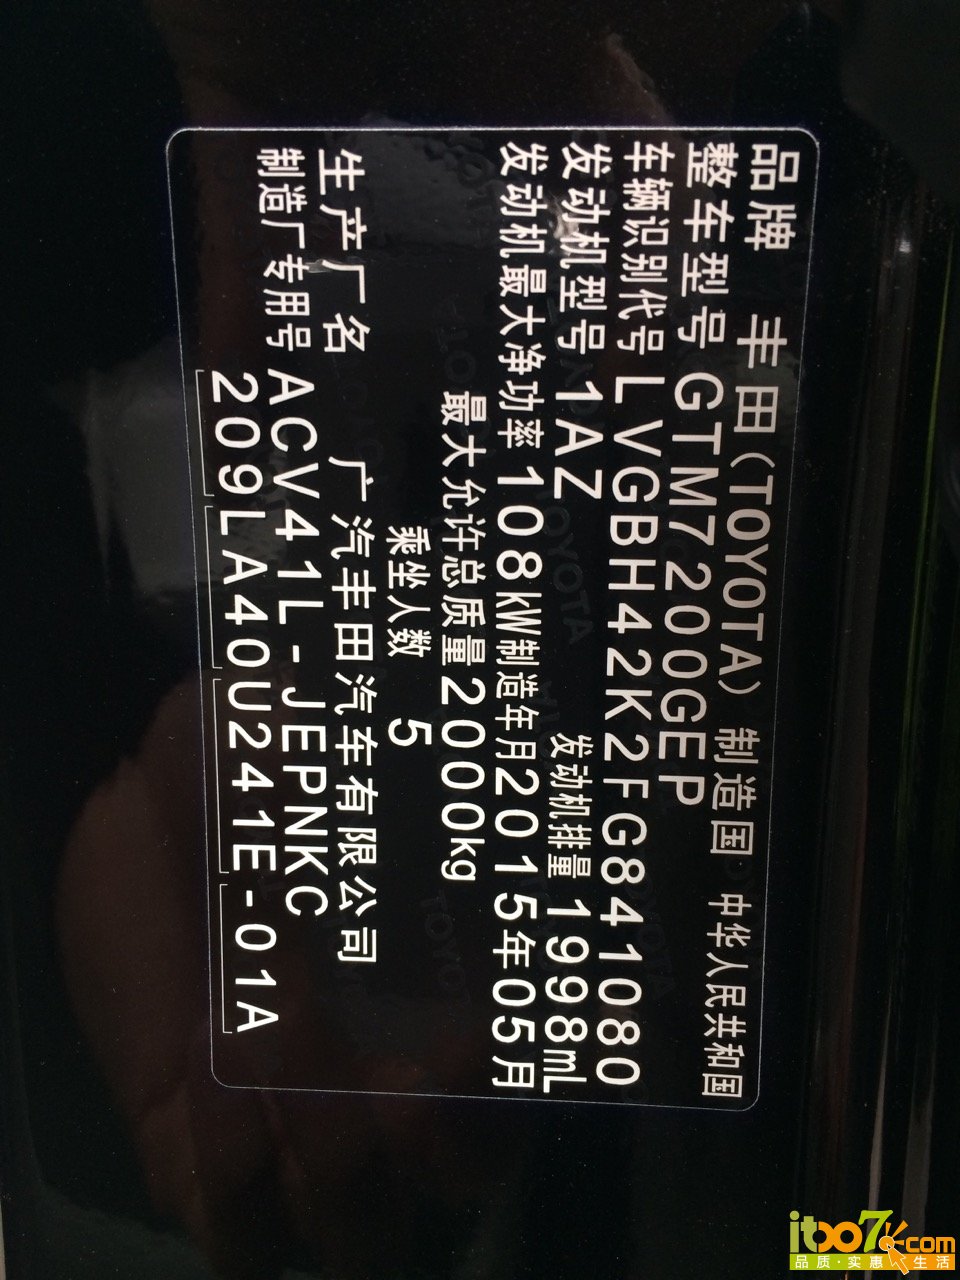 品牌 丰田(TOYOTA) 制造国 中华人民共和国
整车型号 GTM7200GEP
车辆识别代号 LVGBH42K2FG841080
发动机型号 1AZ 发动机排量 1998mL
发动机最大净功率 108kW 制造年月 2015年05月
最大允许总质量 2000kg
乘坐人数 5
生产厂名 广汽丰田汽车有限公司
制造厂专用号 ACV41L-JEPNKC
209LA40U241E-01A
itbo7.com
品质·实惠 生活